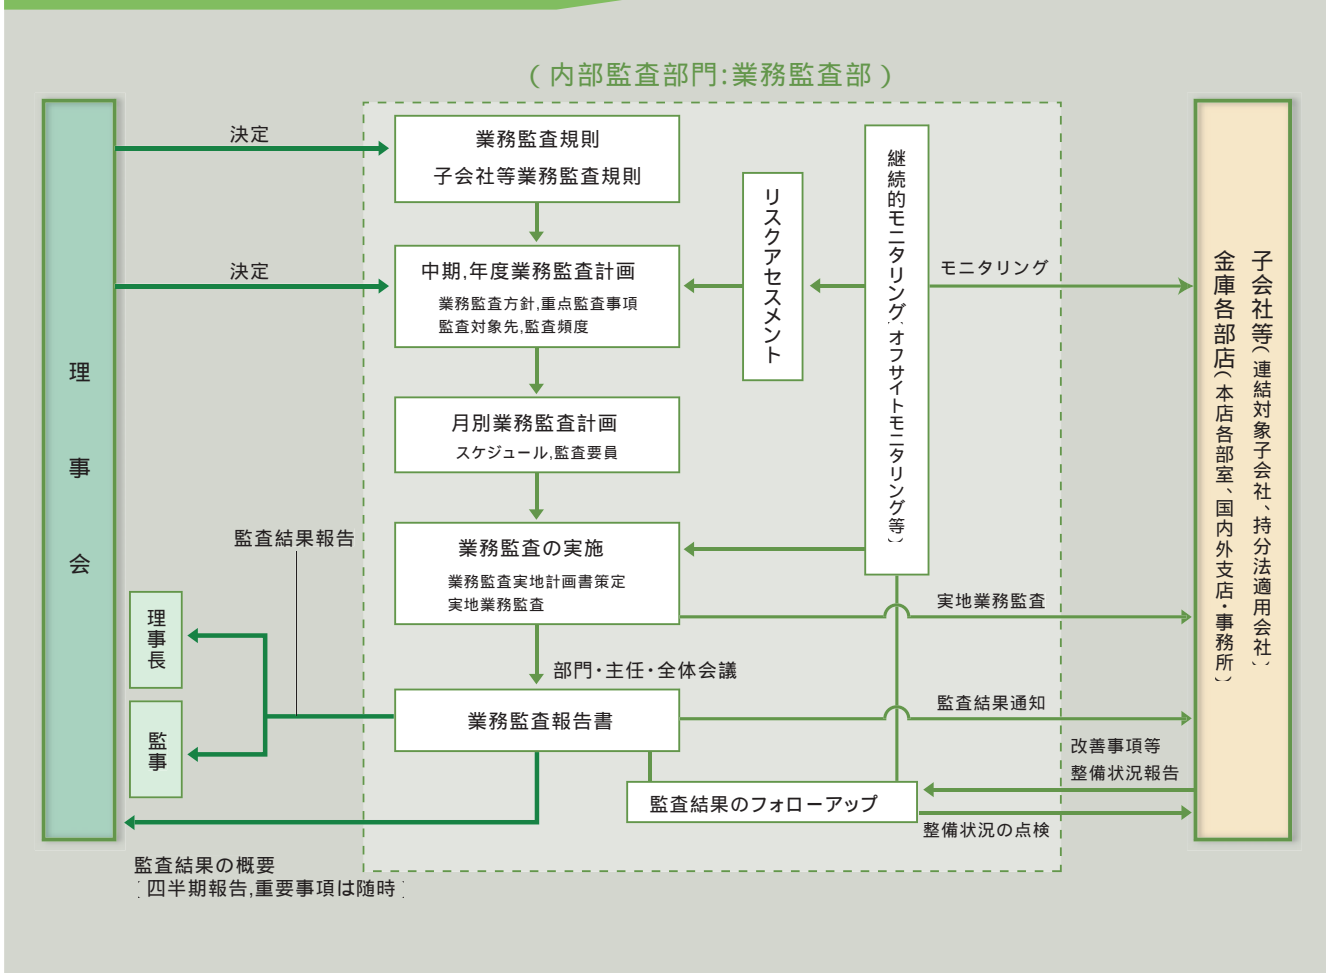 （内部監査部門:業務監査部）
理事会
決定
業務監査規則
子会社等業務監査規則
決定
中期,年度業務監査計画
業務監査方針,重点監査事項
監査対象先,監査頻度
リスクアセスメント
継続的モニタリング（オフサイトモニタリング等）
モニタリング
子会社等（連結対象子会社、持分法適用会社）
金庫各部店（本店各部室、国内外支店・事務所）
月別業務監査計画
スケジュール,監査要員
監査結果報告
業務監査の実施
業務監査実地計画書策定
実地業務監査
実地業務監査
理事長
監事
部門・主任・全体会議
業務監査報告書
監査結果通知
改善事項等
整備状況報告
監査結果のフォローアップ
整備状況の点検
監査結果の概要
（四半期報告,重要事項は随時）